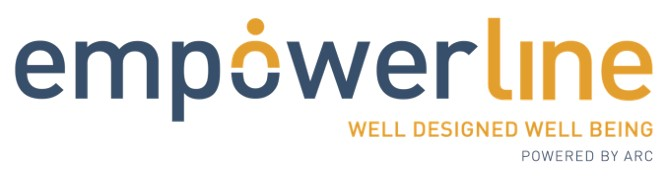 empowerline
WELL DESIGNED WELL BEING
POWERED BY ARC